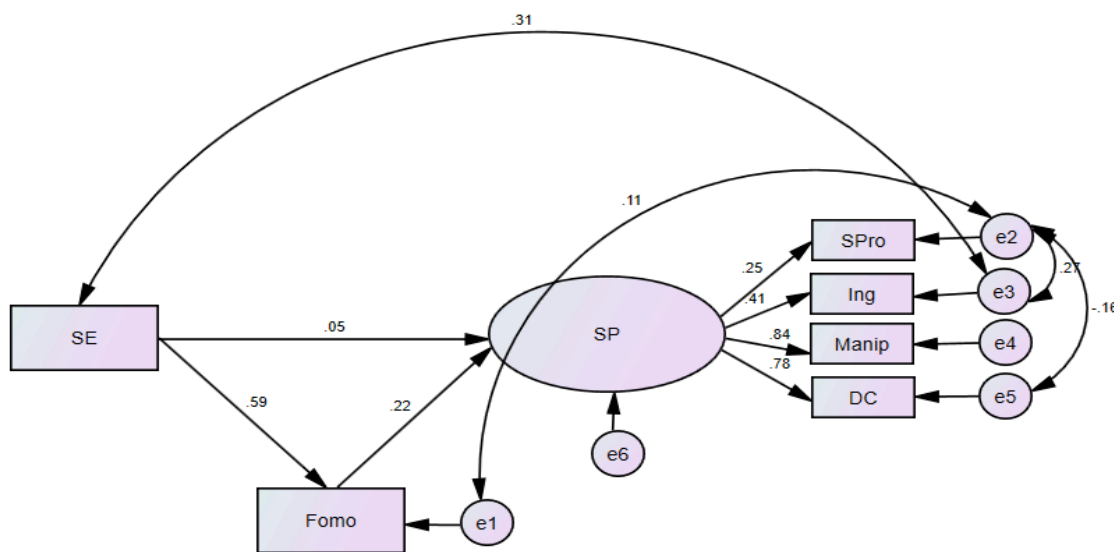 .31
.11
e2
SPro
.27
.25
.41
Ing
e3
-.16
SE
.05
SP
.84
Manip
e4
.78
DC
e5
.59
.22
e6
Fomo
e1